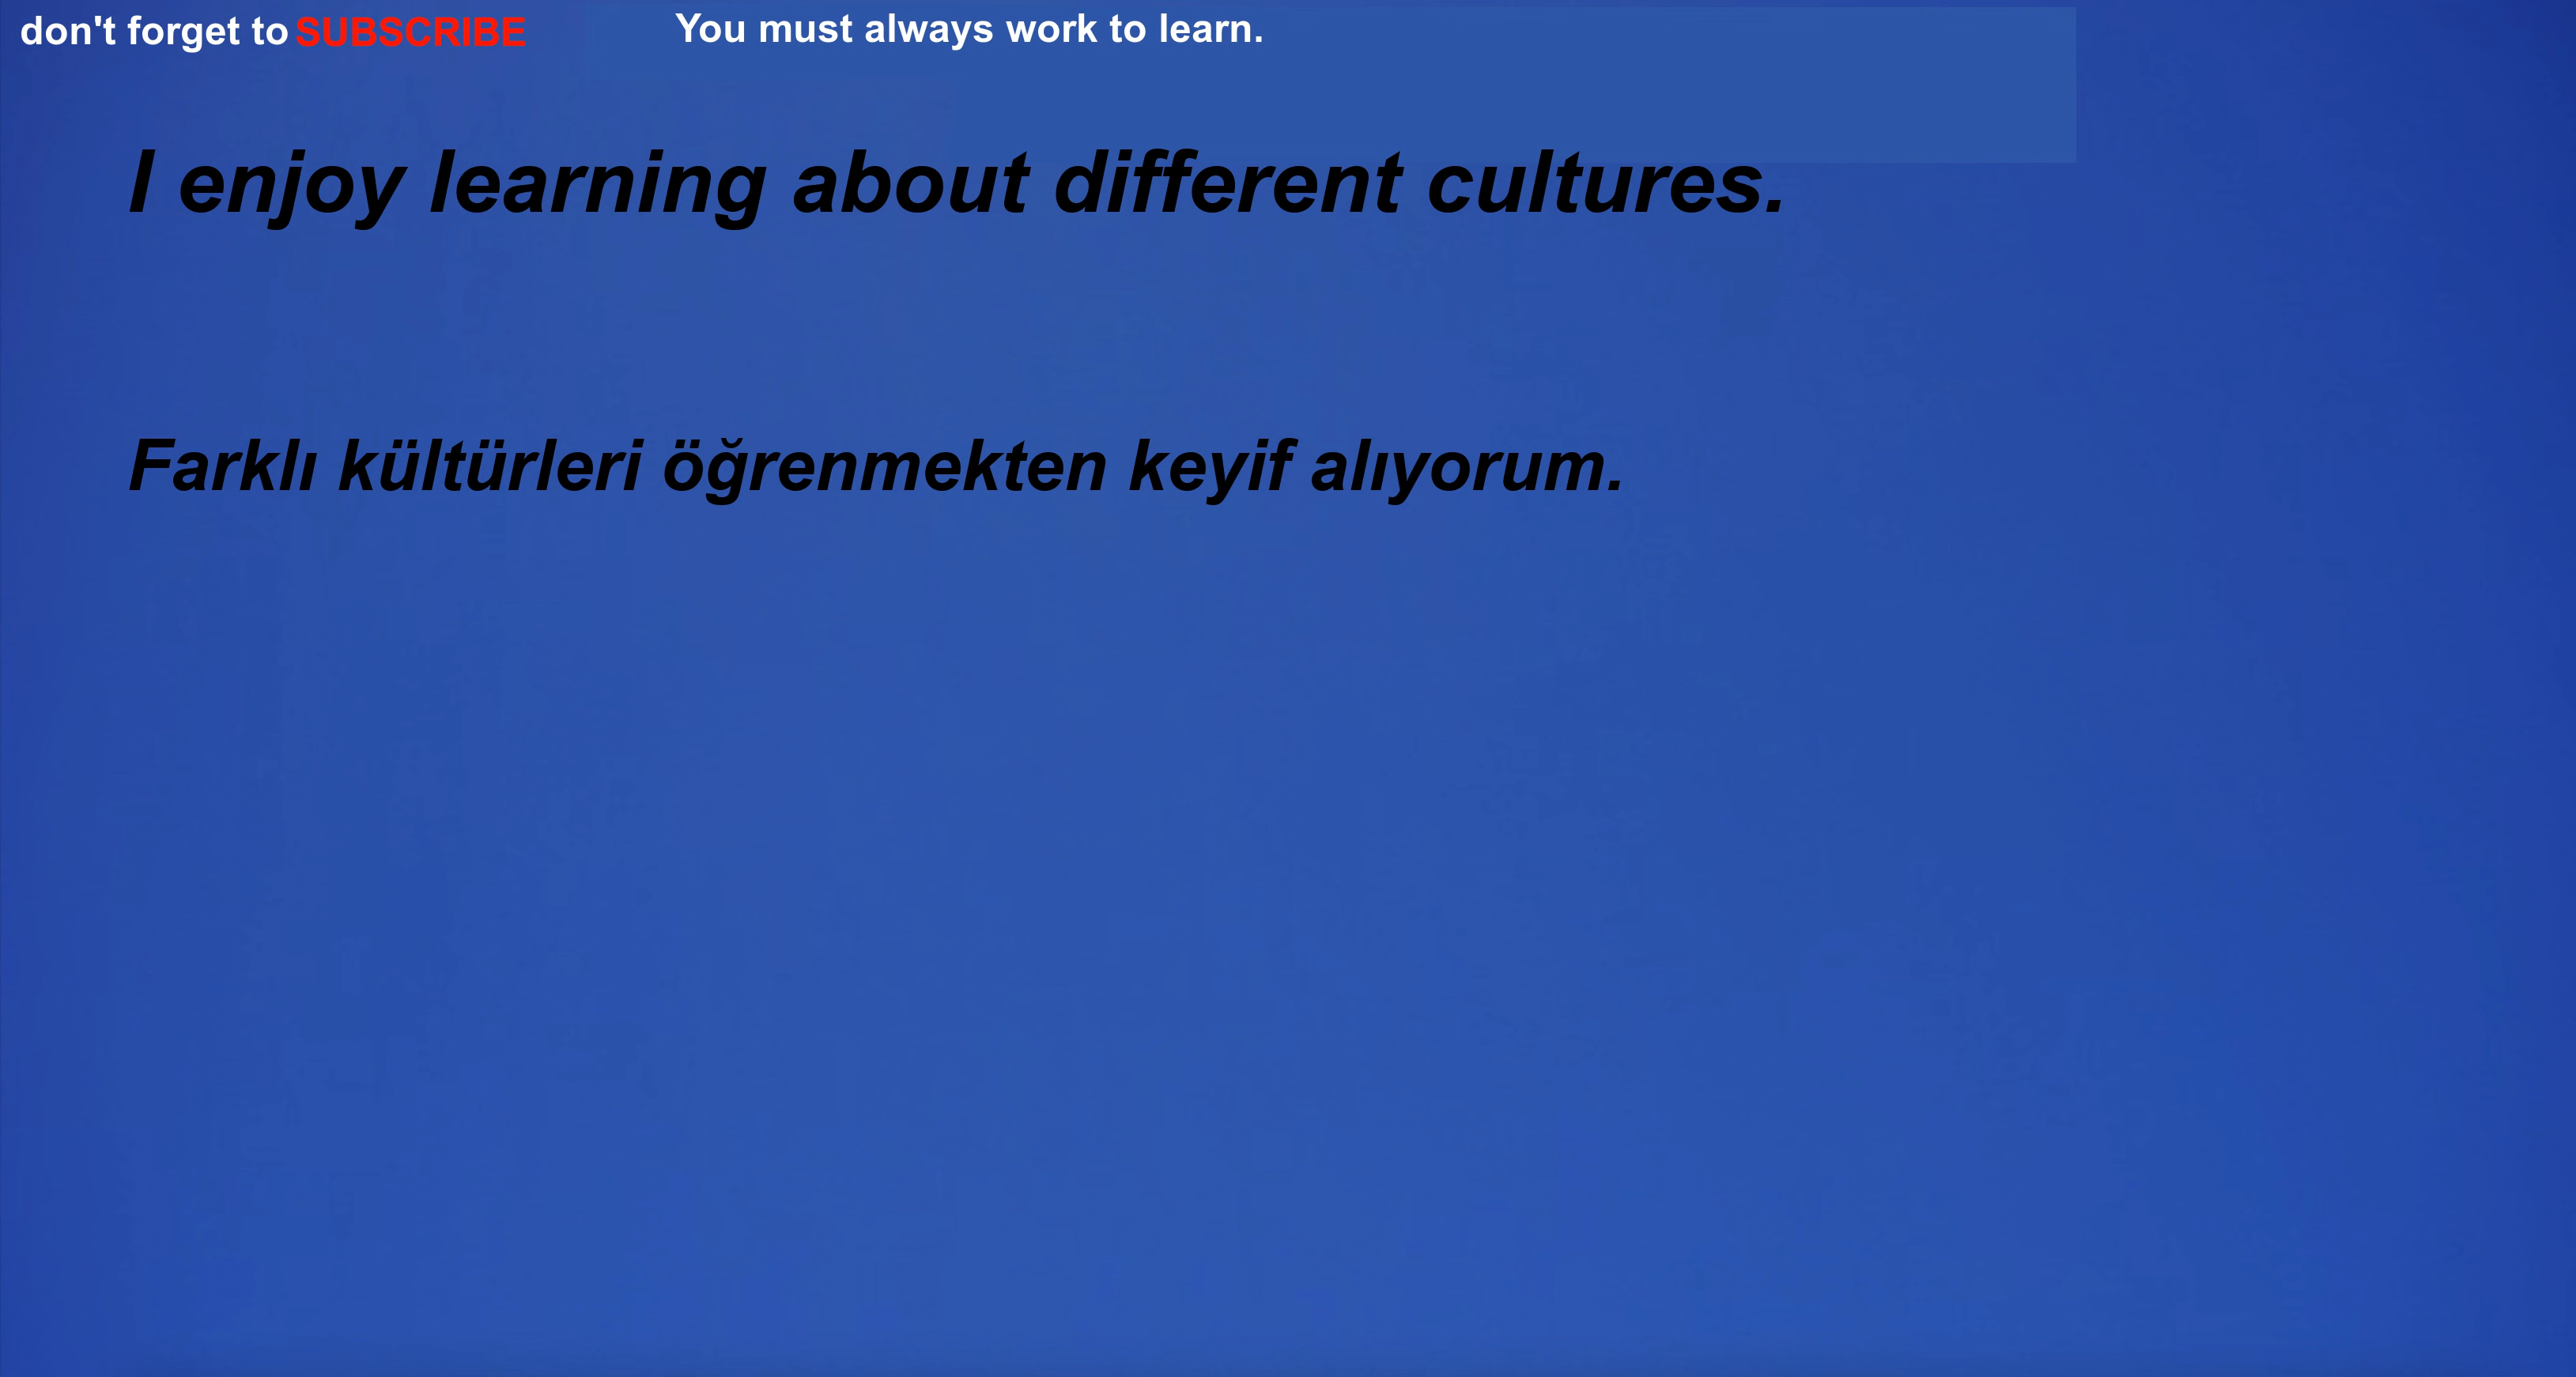 don't forget to SUBSCRIBE You must always work to learn.
I enjoy learning about different cultures.
Farklı kültürleri öğrenmekten keyif alıyorum.